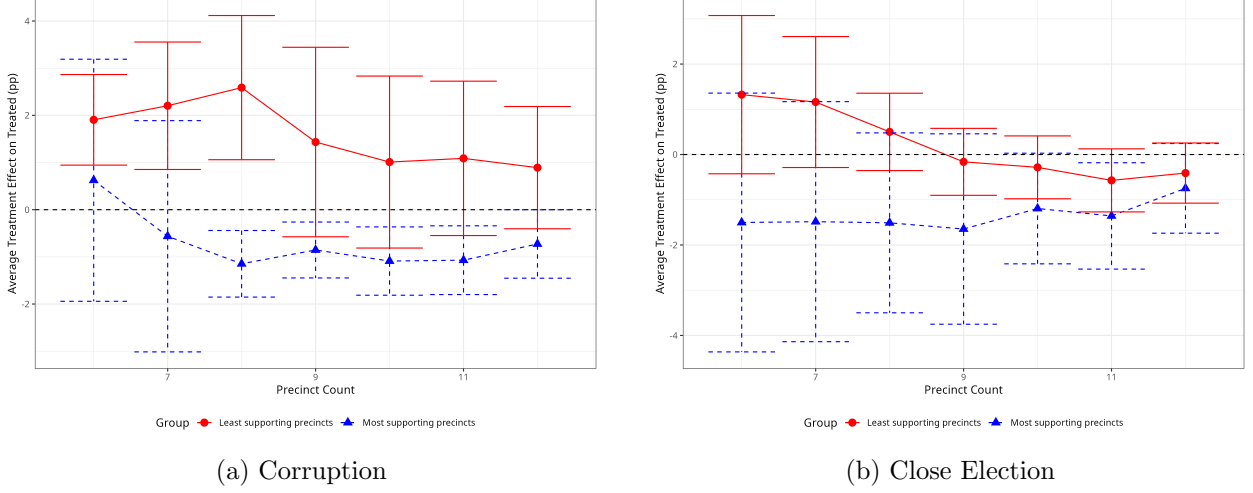 Average Treatment Effect on Treated (pp)
4
2
0
-2
7
9
11
Precinct Count
Group Least supporting precincts Most supporting precincts
(a) Corruption
Average Treatment Effect on Treated (pp)
2
0
-2
-4
7
9
11
Precinct Count
Group Least supporting precincts Most supporting precincts
(b) Close Election